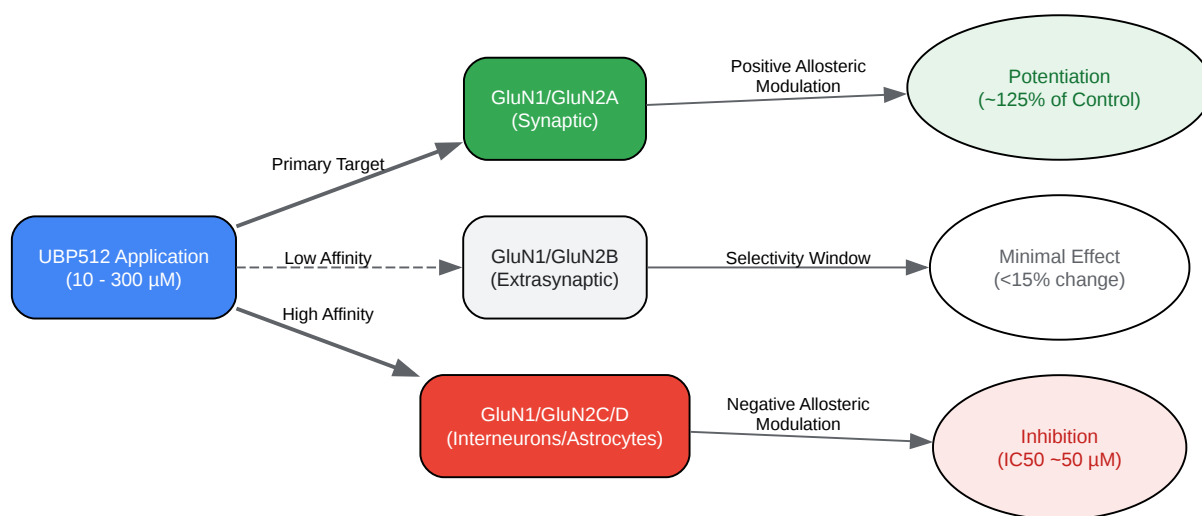 UBP512 Application
(10 - 300 µM)
Primary Target
GluN1/GluN2A
(Synaptic)
Positive Allosteric
Modulation
Potentiation
(~125% of Control)
Low Affinity
GluN1/GluN2B
(Extrasynaptic)
Selectivity Window
Minimal Effect
(<15% change)
High Affinity
GluN1/GluN2C/D
(Interneurons/Astrocytes)
Negative Allosteric
Modulation
Inhibition
(IC50 ~50 µM)